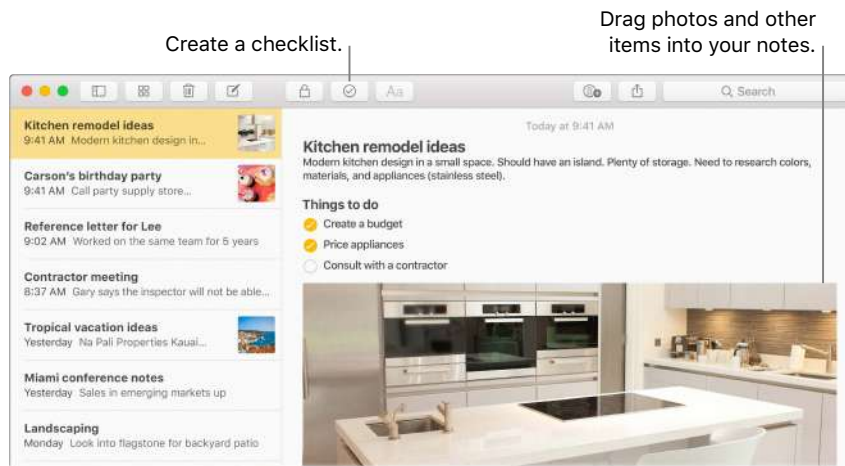 Drag photos and other
Create a checklist.
items into your notes.
Aa
Search
Kitchen remodel ideas
9:41 AM Modern kitchen design in...
Carson's birthday party
9:41 AM Call party supply store...
Reference letter for Lee
9:02 AM Worked on the same team for 5 years
Contractor meeting
8:37 AM Gary says the inspector will not be able...
Tropical vacation ideas
Yesterday Na Pali Properties Kauai...
Miami conference notes
Yesterday Sales in emerging markets up
Landscaping
Monday Look into flagstone for backyard patio
Today at 9:41 AM
Kitchen remodel ideas
Modern kitchen design in a small space. Should have an island. Plenty of storage. Need to research colors,
materials, and appliances (stainless steel).
Things to do
Create a budget
Price appliances
Consult with a contractor